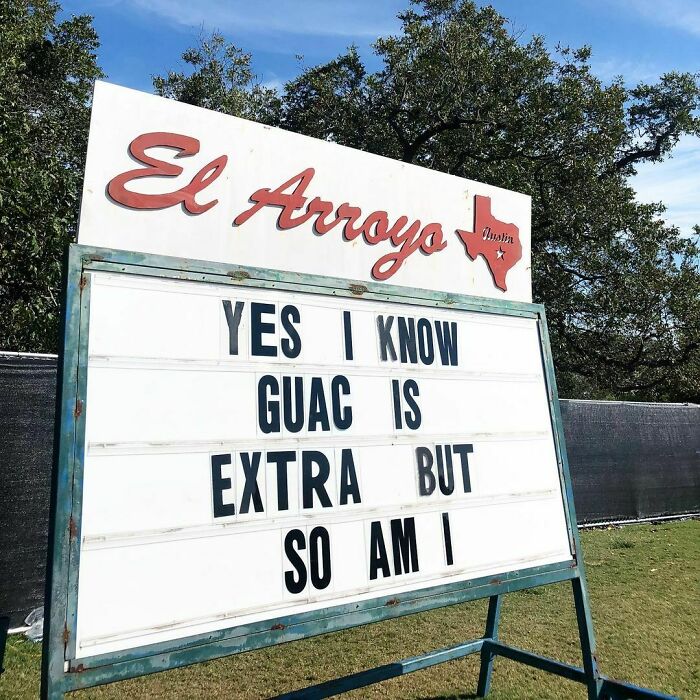 El Arroyo
Austin
YES I KNOW
GUAC IS
EXTRA BUT
SO AM I